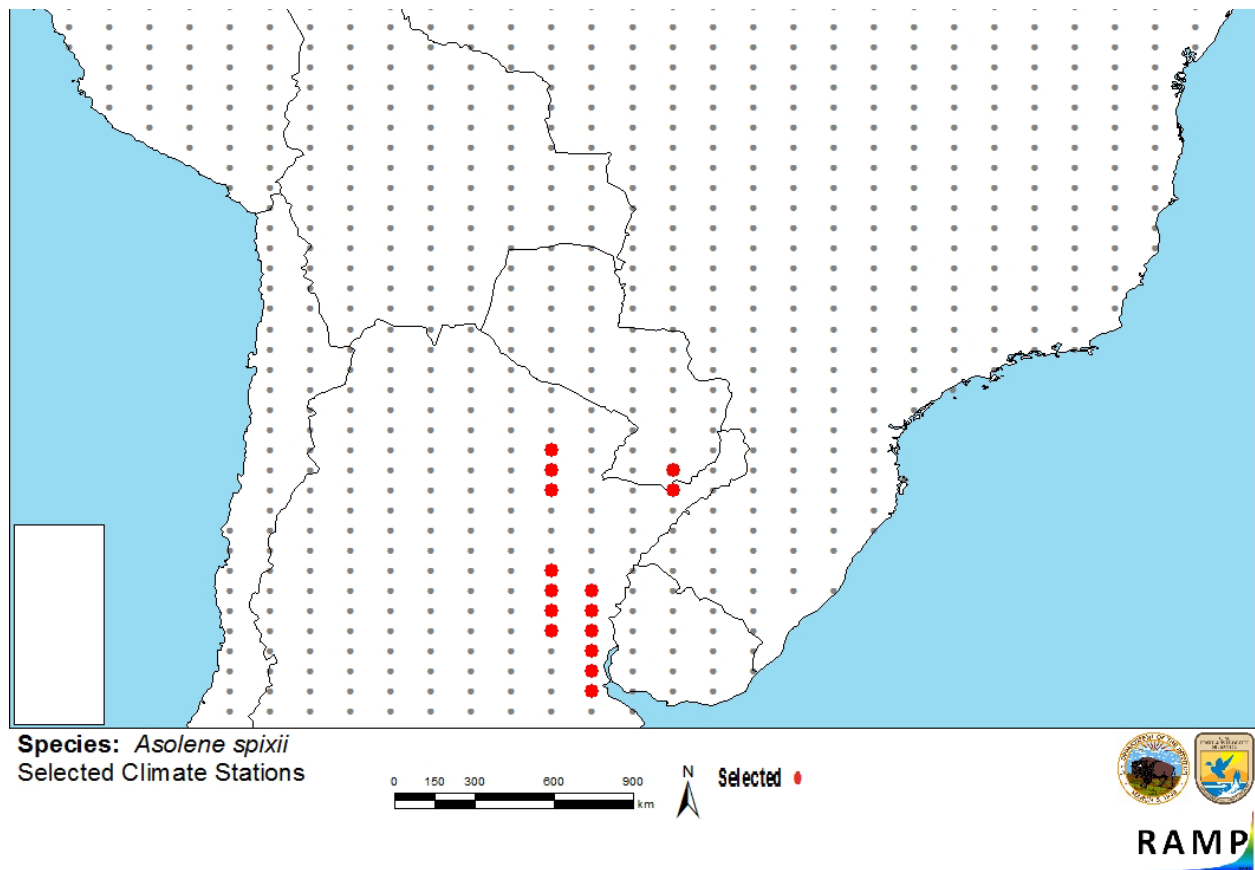 Species: Asolene spixii
Selected Climate Stations
0 150 300 600 900
km
N
Selected
RAMP